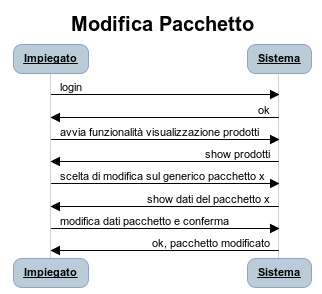 Modifica Pacchetto
Impiegato Sistema
login
ok
avvia funzionalità visualizzazione prodotti
show prodotti
scelta di modifica sul generico pacchetto x
show dati del pacchetto x
modifica dati pacchetto e conferma
ok, pacchetto modificato
Impiegato Sistema